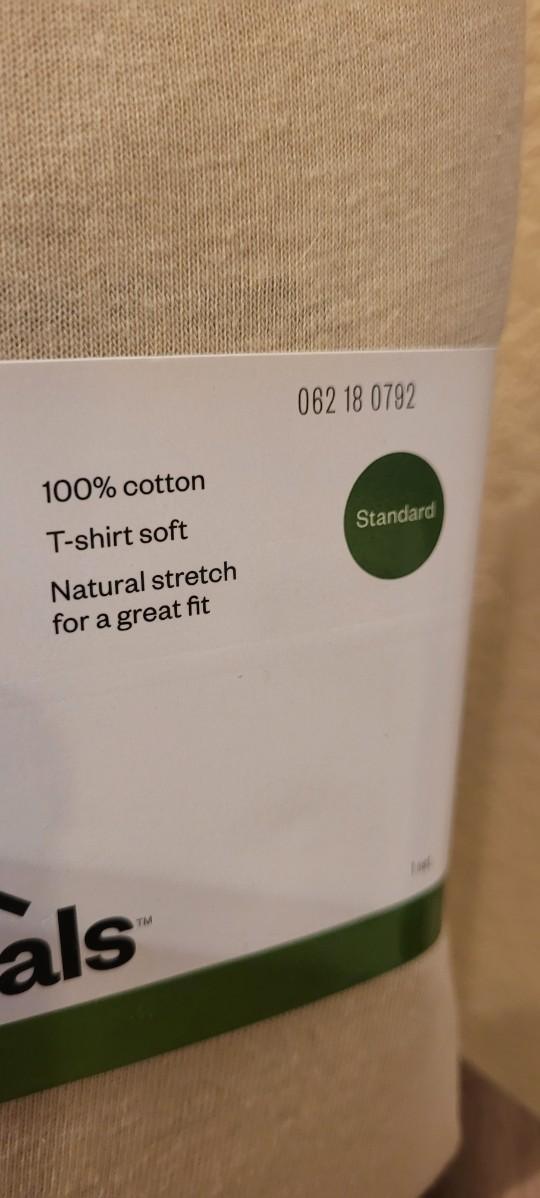 062 18 0792
100% cotton
T-shirt soft
Standard
Natural stretch
for a great fit
als™